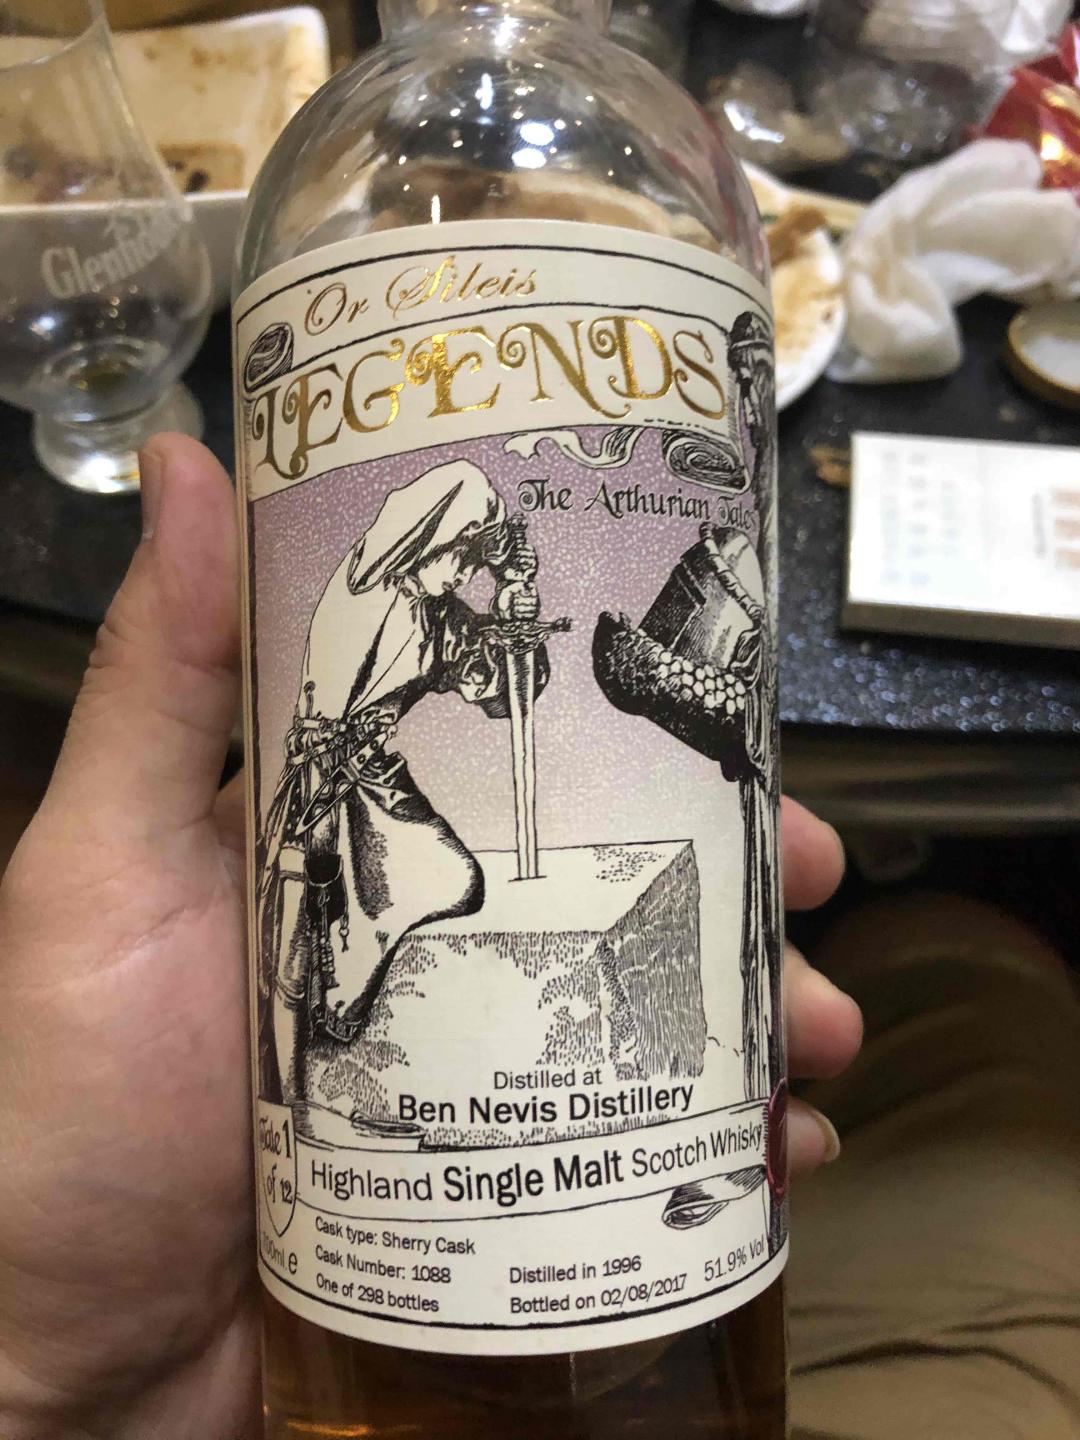 Or Sileis
LEGENDS
The Arthurian Tales
Distilled at
Ben Nevis Distillery
Tale 1
of 12
Highland Single Malt Scotch Whisky
Cask type: Sherry Cask
Cask Number: 1088
One of 298 bottles
Distilled in 1996
Bottled on 02/08/2017
51.9% Vol